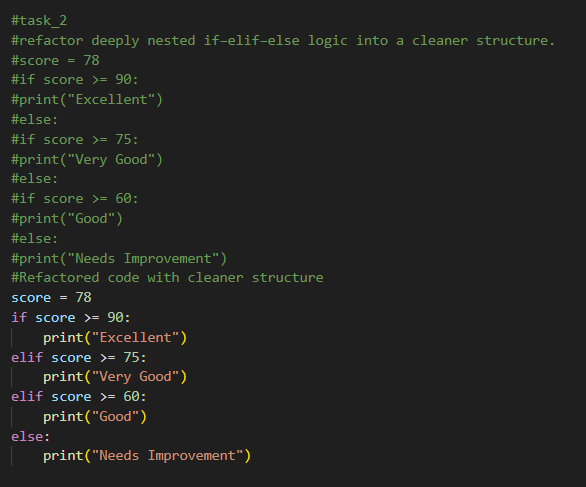 #task_2
#refactor deeply nested if–elif–else logic into a cleaner structure.
#score = 78
#if score >= 90:
#print("Excellent")
#else:
#if score >= 75:
#print("Very Good")
#else:
#if score >= 60:
#print("Good")
#else:
#print("Needs Improvement")
#Refactored code with cleaner structure
score = 78
if score >= 90:
    print("Excellent")
elif score >= 75:
    print("Very Good")
elif score >= 60:
    print("Good")
else:
    print("Needs Improvement")